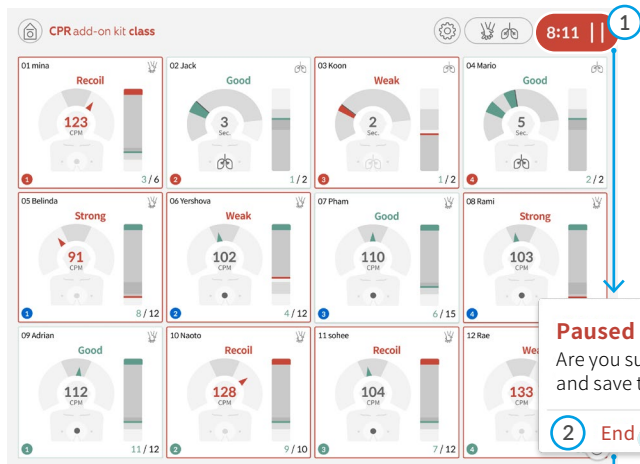 CPR add-on kit class
8:11
1
01 mina
Recoil
123
CPM
1
3 / 6
02 Jack
Good
3
Sec.
2
1 / 2
03 Koon
Weak
2
Sec.
3
1 / 2
04 Mario
Good
5
Sec.
4
2 / 2
05 Belinda
Strong
91
CPM
1
8 / 12
06 Yershova
Weak
102
CPM
2
4 / 12
07 Pham
Good
110
CPM
3
6 / 15
08 Rami
Strong
103
CPM
4
09 Adrian
Good
112
CPM
1
11 / 12
10 Naoto
Recoil
128
CPM
2
9 / 10
11 sohee
Recoil
104
CPM
3
7 / 12
12 Rae
133
CPM
4
Paused
Are you su
and save t
2
End